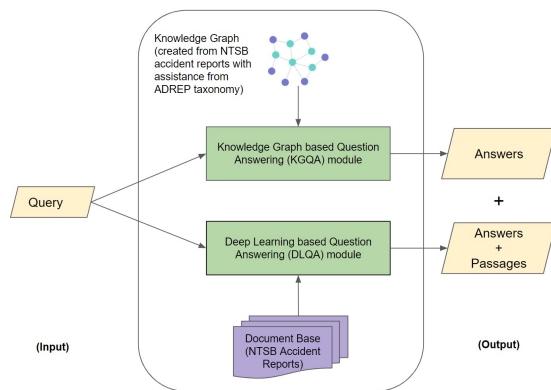 Knowledge Graph
(created from NTSB
accident reports with
assistance from
ADREP taxonomy)
Knowledge Graph based Question
Answering (KGQA) module
Answers
Query
+
Deep Learning based Question
Answering (DLQA) module
Answers
+
Passages
Document Base
(NTSB Accident
Reports)
(Input)
(Output)